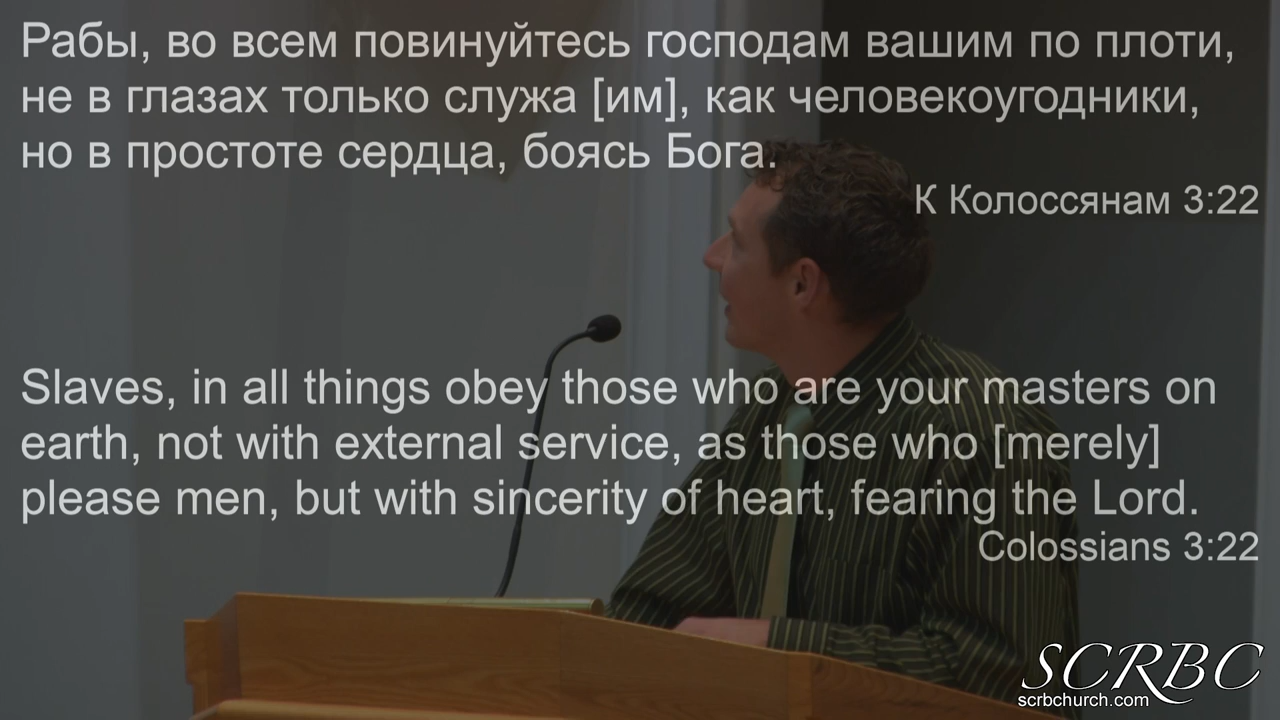 Рабы, во всем повинуйтесь господам вашим по плоти,
не в глазах только служа [им], как человекоугодники,
но в простоте сердца, боясь Бога.
К Колоссянам 3:22
Slaves, in all things obey those who are your masters on
earth, not with external service, as those who [merely]
please men, but with sincerity of heart, fearing the Lord.
Colossians 3:22
SCRBC
scrbchurch.com